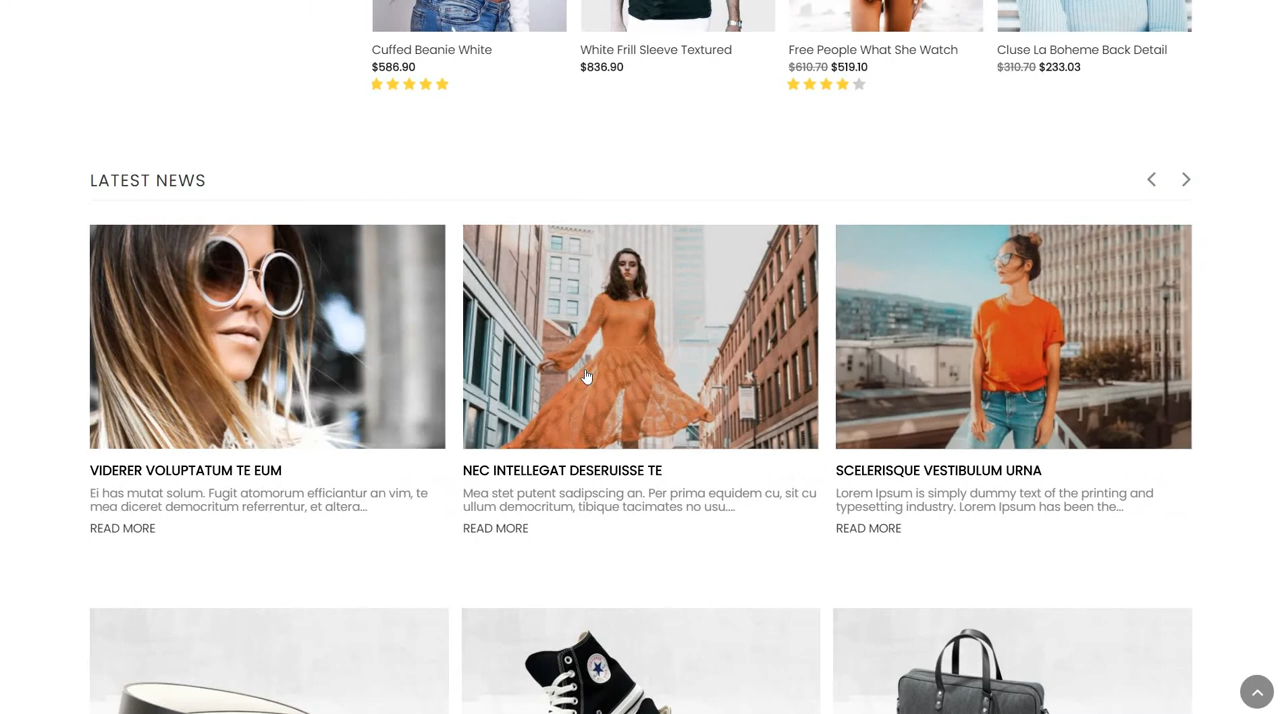 Cuffed Beanie White
$586.90
White Frill Sleeve Textured
$836.90
Free People What She Watch
$610.70 $519.10
Cluse La Boheme Back Detail
$310.70 $233.03
LATEST NEWS
VIDERER VOLUPTATUM TE EUM
Ei has mutat solum. Fugit atomorum efficiantur an vim, te
mea diceret democritum referrentur, et altera...
READ MORE
NEC INTELLEGAT DESERUISSE TE
Mea stet putent sadipscing an. Per prima equidem cu, sit cu
ullum democritum, tibique tacimates no usu....
READ MORE
SCELERISQUE VESTIBULUM URNA
Lorem Ipsum is simply dummy text of the printing and
typesetting industry. Lorem Ipsum has been the...
READ MORE